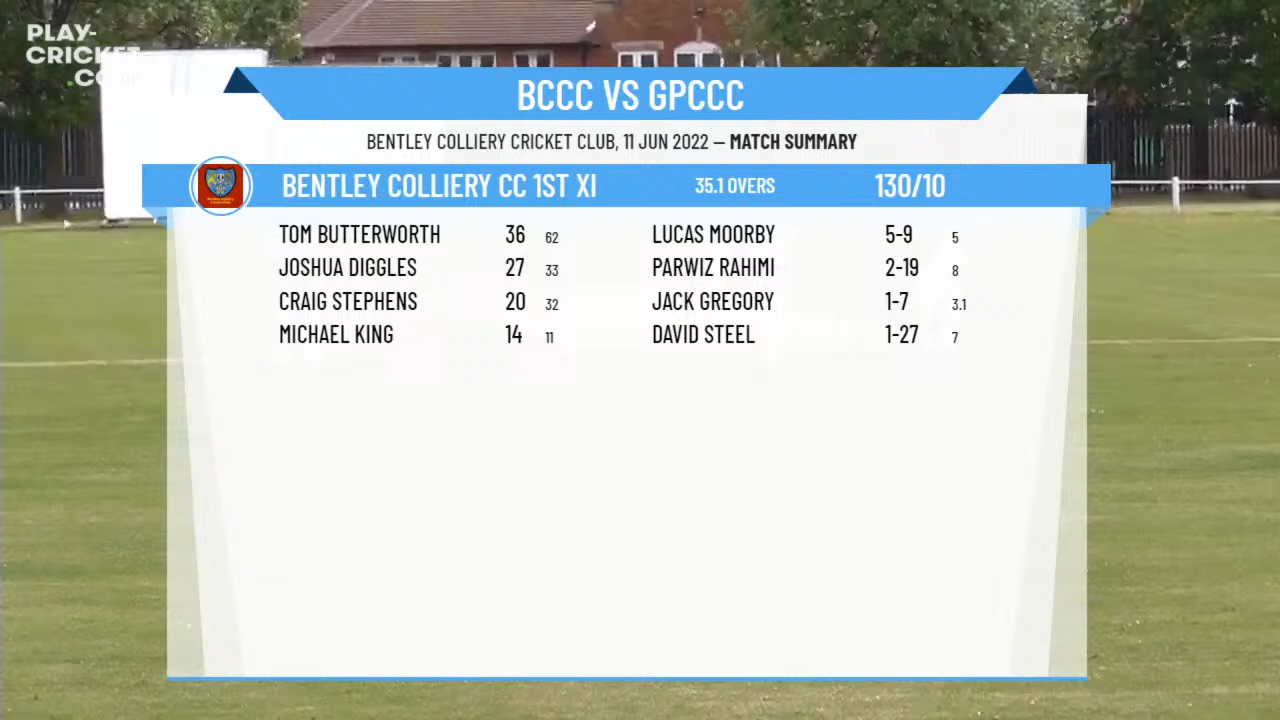 PLAY-
CRICKET
BCCC VS GPCCC
BENTLEY COLLIERY CRICKET CLUB, 11 JUN 2022 – MATCH SUMMARY
BENTLEY COLLIERY CC 1ST XI 35.1 OVERS 130/10
TOM BUTTERWORTH 36 62 LUCAS MOORBY 5-9 5
JOSHUA DIGGLES 27 33 PARWIZ RAHIMI 2-19 8
CRAIG STEPHENS 20 32 JACK GREGORY 1-7 3.1
MICHAEL KING 14 11 DAVID STEEL 1-27 7